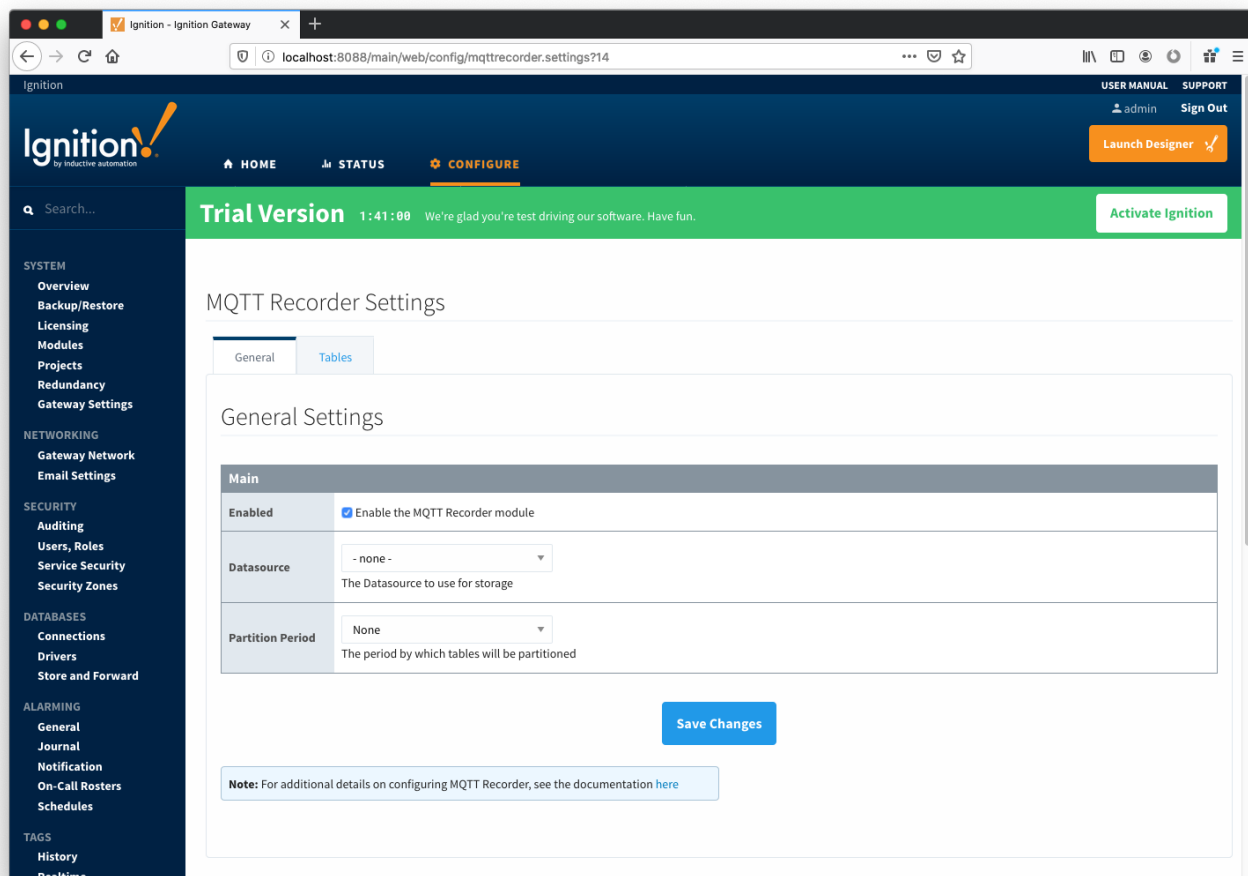 Ignition - Ignition Gateway
localhost:8088/main/web/config/mqttrecorder.settings?14
Ignition
USER MANUAL SUPPORT
admin Sign Out
Ignition!
by inductive automation
Launch Designer
HOME STATUS CONFIGURE
Search...
Trial Version 1:41:00 We're glad you're test driving our software. Have fun.
Activate Ignition
SYSTEM
Overview
Backup/Restore
Licensing
Modules
Projects
Redundancy
Gateway Settings
NETWORKING
Gateway Network
Email Settings
SECURITY
Auditing
Users, Roles
Service Security
Security Zones
DATABASES
Connections
Drivers
Store and Forward
ALARMING
General
Journal
Notification
On-Call Rosters
Schedules
TAGS
History
Realtime
MQTT Recorder Settings
General Tables
General Settings
Main
Enabled Enable the MQTT Recorder module
Datasource - none -
The Datasource to use for storage
Partition Period None
The period by which tables will be partitioned
Save Changes
Note: For additional details on configuring MQTT Recorder, see the documentation here